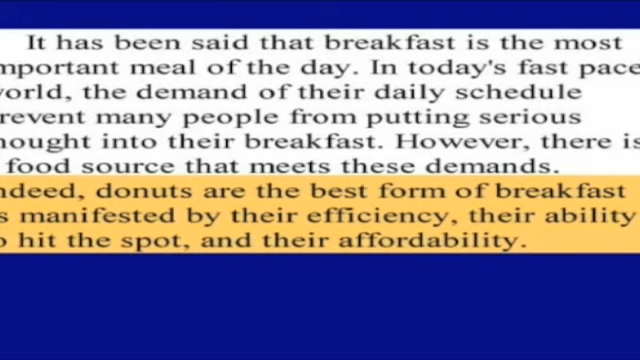 It has been said that breakfast is the most
mportant meal of the day. In today's fast pace
world, the demand of their daily schedule
revent many people from putting serious
hought into their breakfast. However, there is
food source that meets these demands.
ndeed, donuts are the best form of breakfast
s manifested by their efficiency, their ability
o hit the spot, and their affordability.